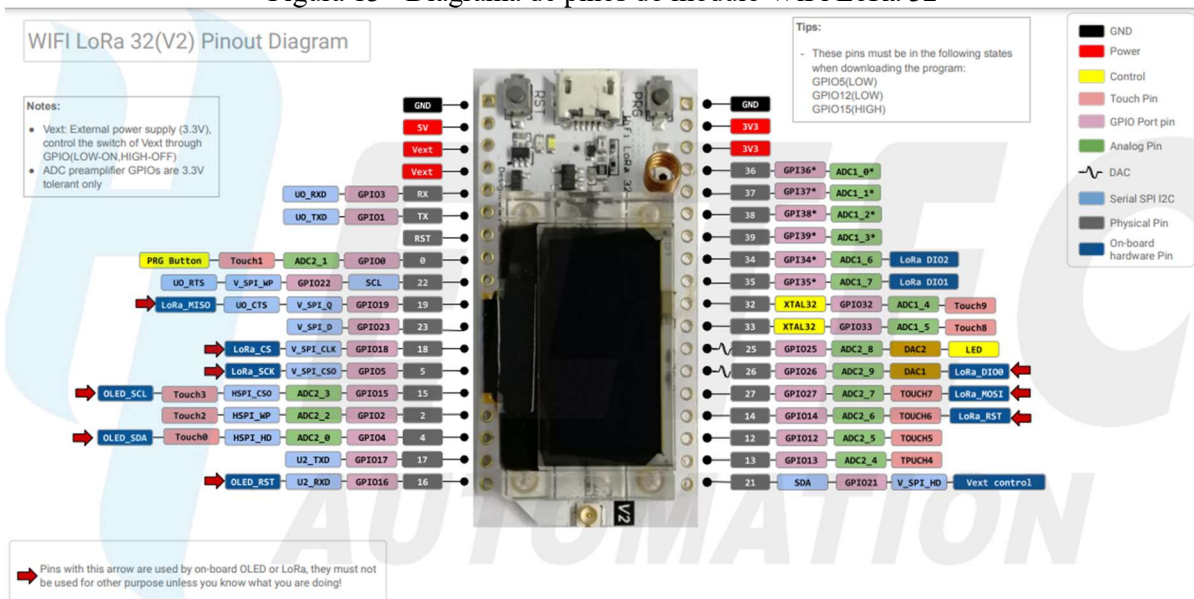 Figura 15 - Diagrama de pinos do módulo WiFi LoRa 32
WIFI LoRa 32(V2) Pinout Diagram
Notes:
● Vext: External power supply (3.3V),
control the switch of Vext through
GPIO(LOW-ON,HIGH-OFF)
● ADC preamplifier GPIOs are 3.3V
tolerant only
Tips:
- These pins must be in the following states
when downloading the program:
GPIO5(LOW)
GPIO12(LOW)
GPIO15(HIGH)
GND
Power
Control
Touch Pin
GPIO Port pin
Analog Pin
DAC
Serial SPI I2C
Physical Pin
On-board
hardware Pin
GND
5V
Vext
Vext
UO_RXD GPIO3 RX
UO_TXD GPIO1 TX
RST
PRG Button Touch1 ADC2_1 GPIO0 0
UO_RTS V_SPI_WP GPIO22 SCL 22
LoRa_MISO UO_CTS V_SPI_Q GPIO19 19
V_SPI_D GPIO23 23
LoRa_CS V_SPI_CLK GPIO18 18
LoRa_SCK V_SPI_CSO GPIO5 5
OLED_SCL Touch3 HSPI_CSO ADC2_3 GPIO15 15
Touch2 HSPI_WP ADC2_2 GPIO2 2
OLED_SDA Touch0 HSPI_HD ADC2_0 GPIO4 4
U2_TXD GPIO17 17
OLED_RST U2_RXD GPIO16 16
RST
PRG
WiFi LoRa 32
V2
GND
3V3
3V3
36 GPI36* ADC1_0*
37 GPI37* ADC1_1*
38 GPI38* ADC1_2*
39 GPI39* ADC1_3*
34 GPI34* ADC1_6 LoRa DIO2
35 GPI35* ADC1_7 LoRa DIO1
32 XTAL32 GPIO32 ADC1_4 Touch9
33 XTAL32 GPIO33 ADC1_5 Touch8
25 GPIO25 ADC2_8 DAC2 LED
26 GPIO26 ADC2_9 DAC1 LoRa_DIO0
27 GPIO27 ADC2_7 TOUCH7 LoRa_MOSI
14 GPIO14 ADC2_6 TOUCH6 LoRa_RST
12 GPIO12 ADC2_5 TOUCH5
13 GPIO13 ADC2_4 TPUCH4
21 SDA GPIO21 V_SPI_HD Vext control
AUTOMATION
Pins with this arrow are used by on-board OLED or LoRa, they must not
be used for other purpose unless you know what you are doing!